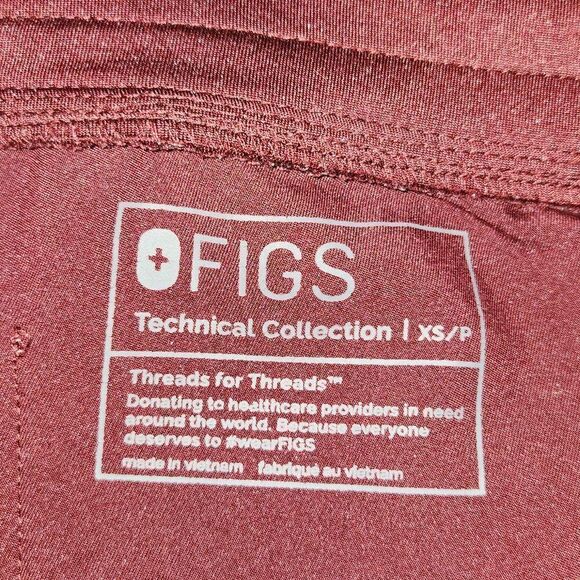 FIGS
Technical Collection | XS/P
Threads for Threads™
Donating to healthcare providers in need
around the world. Because everyone
deserves to #wearFIGS
made in vietnam fabriqué au vietnam